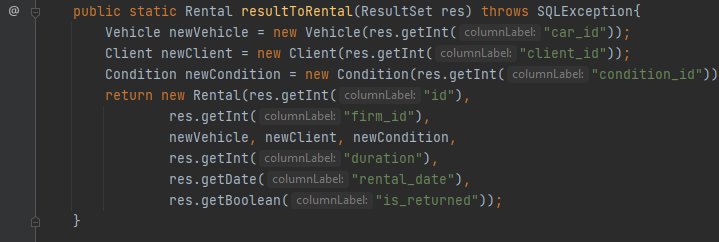 @ public static Rental resultToRental(ResultSet res) throws SQLException{
Vehicle newVehicle = new Vehicle(res.getInt( columnLabel: "car_id"));
Client newClient = new Client(res.getInt( columnLabel: "client_id"));
Condition newCondition = new Condition(res.getInt( columnLabel: "condition_id"))
return new Rental(res.getInt( columnLabel: "id"),
res.getInt( columnLabel: "firm_id"),
newVehicle, newClient, newCondition,
res.getInt( columnLabel: "duration"),
res.getDate( columnLabel: "rental_date"),
res.getBoolean( columnLabel: "is_returned"));
}